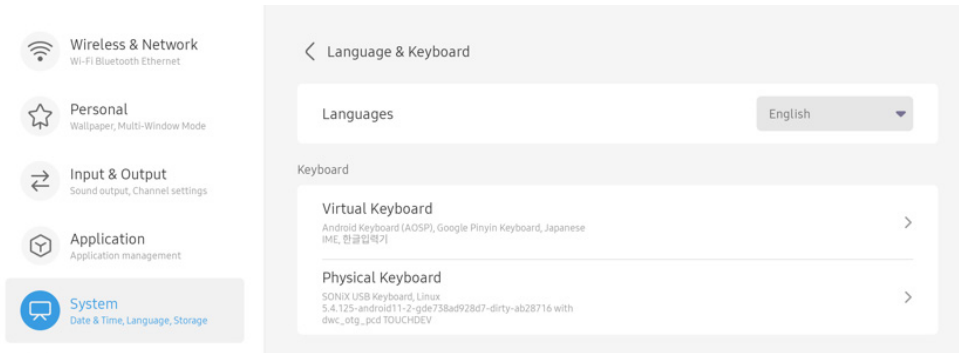 Wireless & Network
Wi-Fi Bluetooth Ethernet
Personal
Wallpaper, Multi-Window Mode
Input & Output
Sound output, Channel settings
Application
Application management
System
Date & Time, Language, Storage
Language & Keyboard
Languages
English
Keyboard
Virtual Keyboard
Android Keyboard (AOSP), Google Pinyin Keyboard, Japanese
IME, 한글입력기
Physical Keyboard
SONiX USB Keyboard, Linux
5.4.125-android11-2-gde738ad928d7-dirty-ab28716 with
dwc_otg_pcd TOUCHDEV